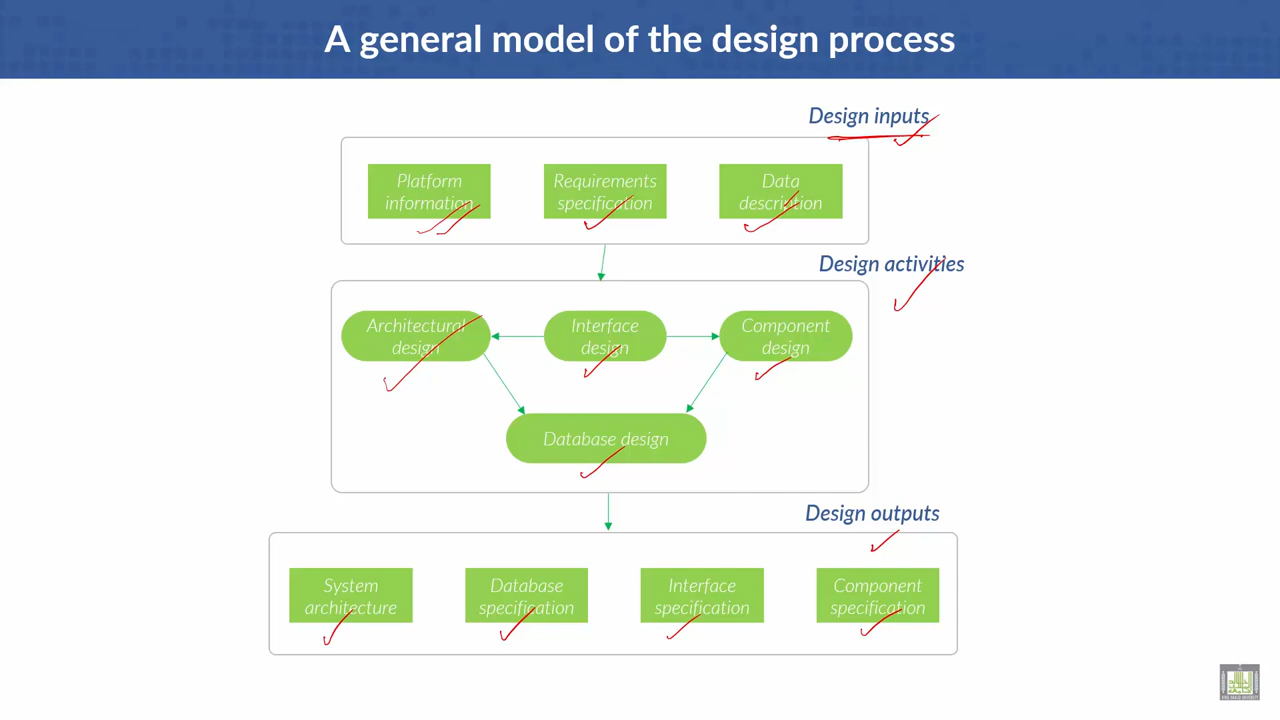 A general model of the design process
Design inputs
Platform
information
Requirements
specification
Data
description
Design activities
Architectural
design
Interface
design
Component
design
Database design
Design outputs
System
architecture
Database
specification
Interface
specification
Component
specification